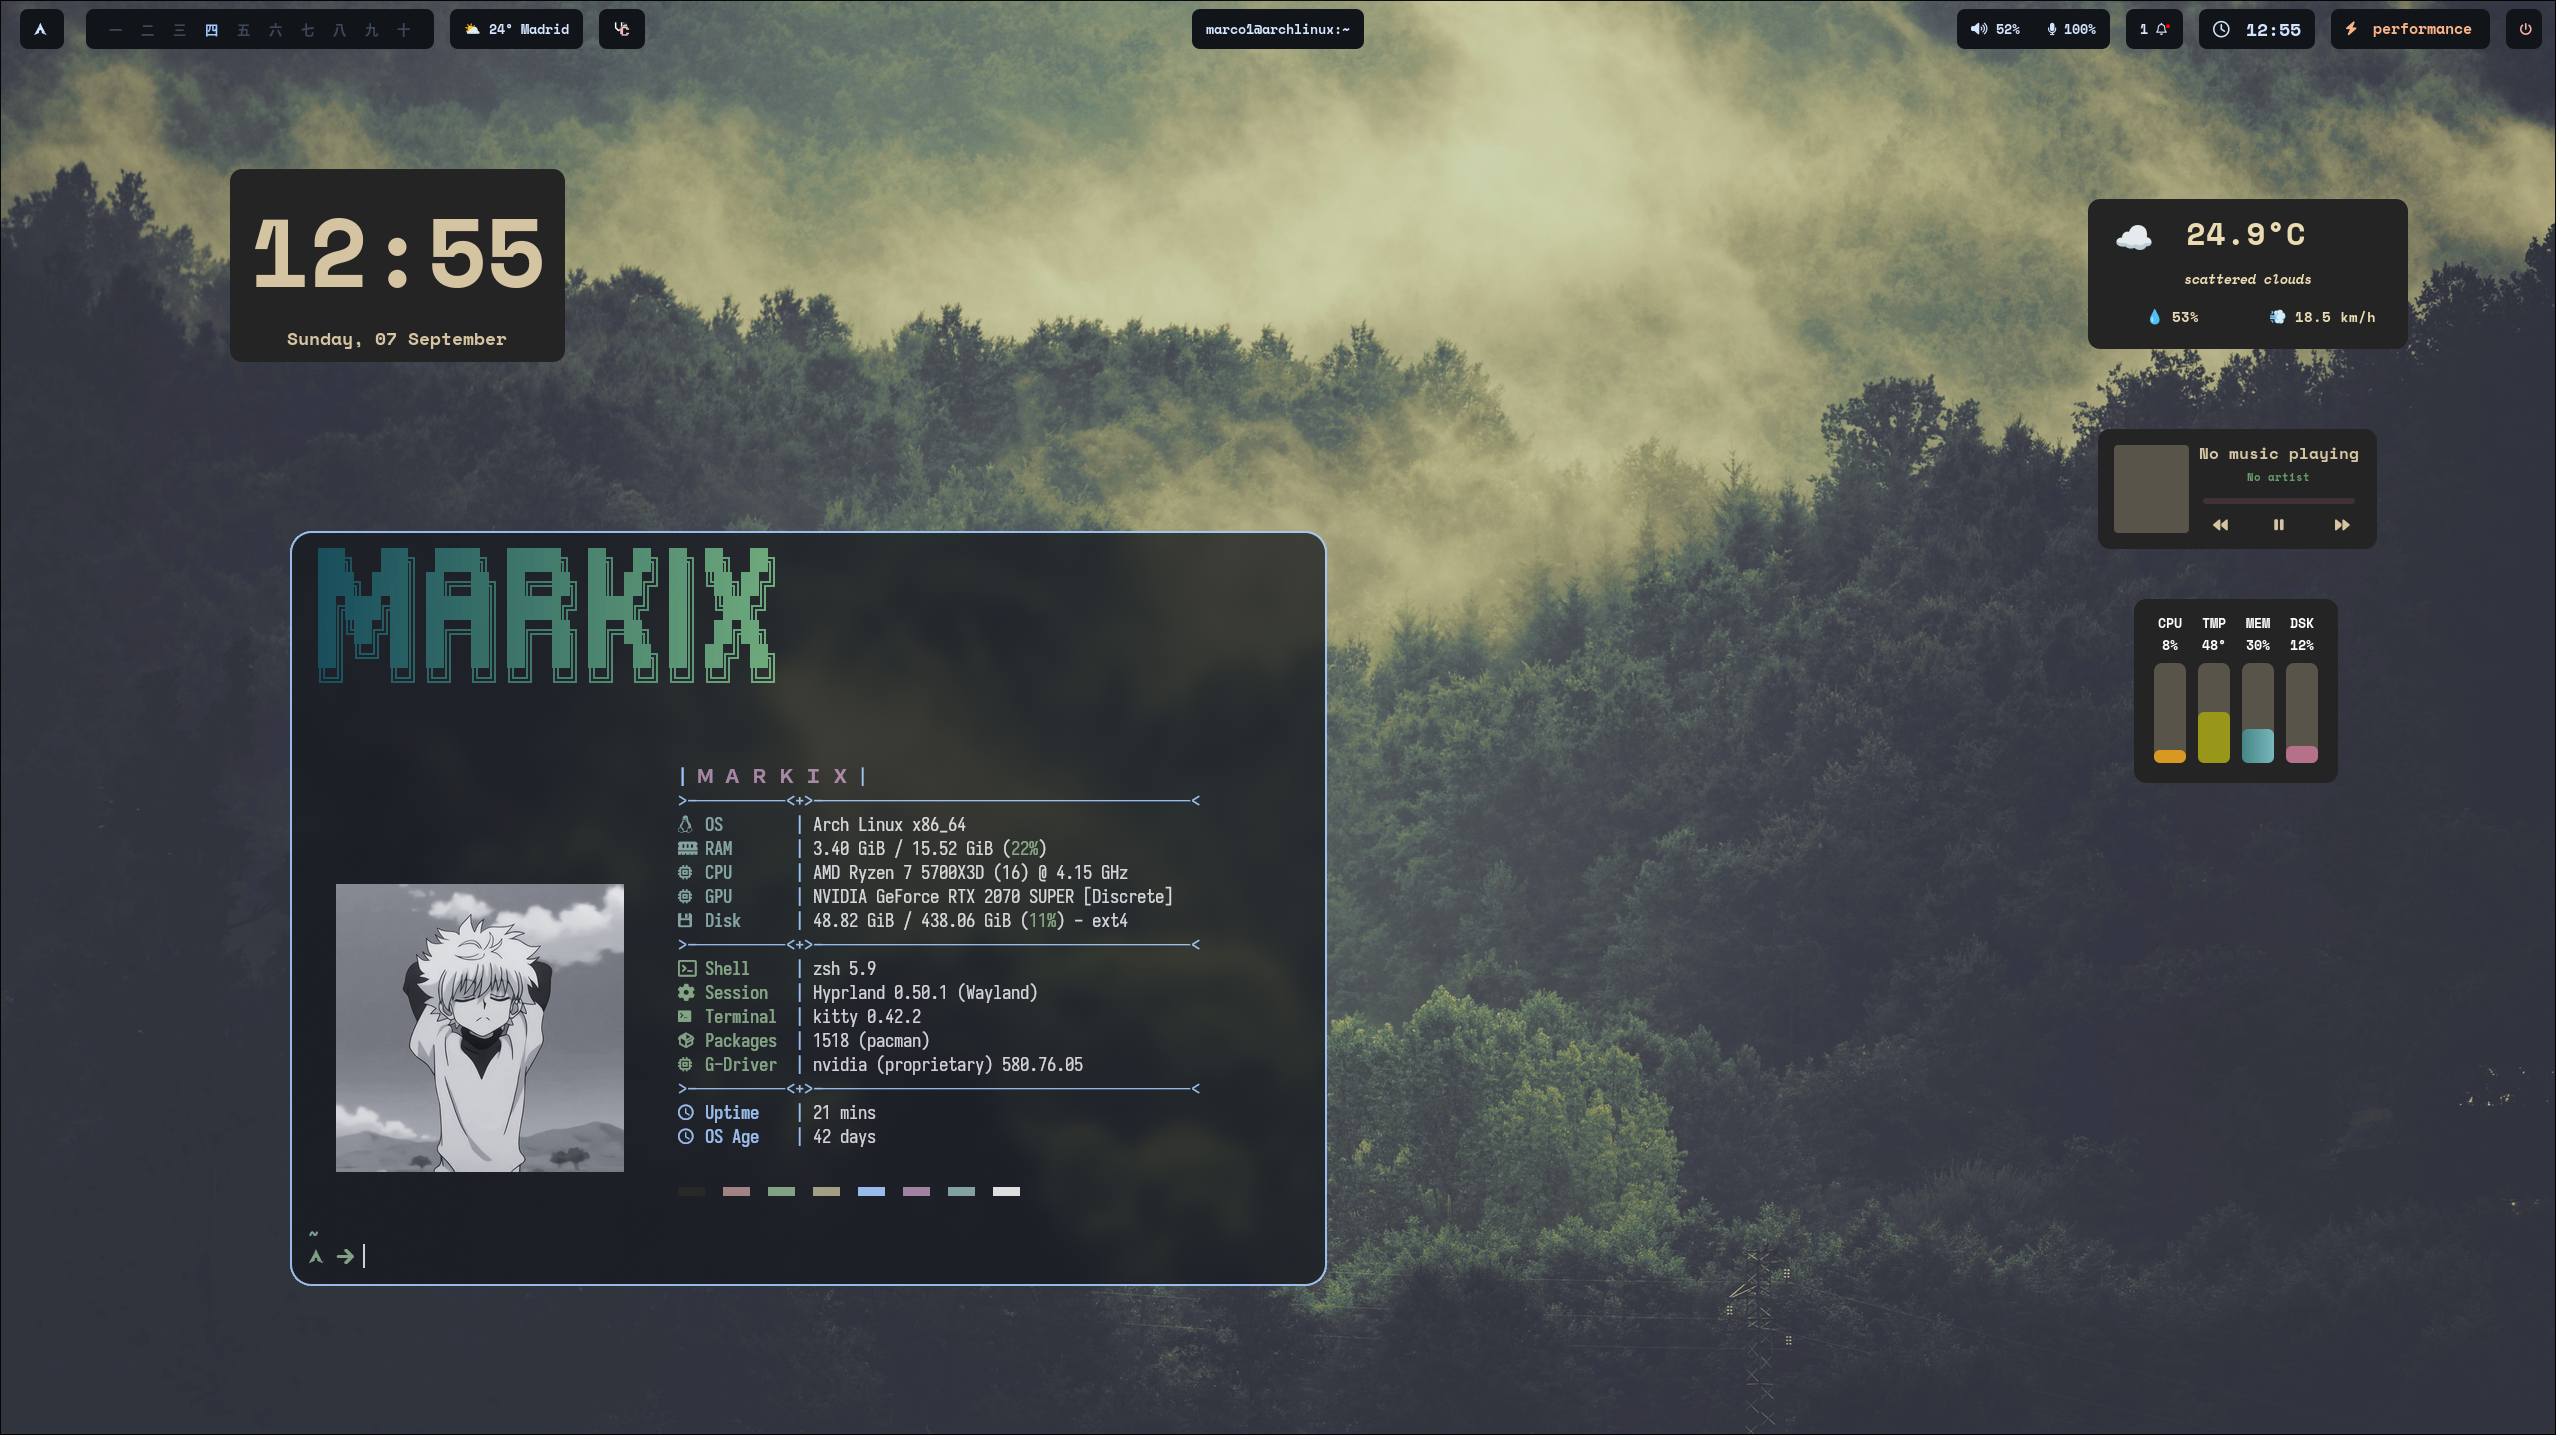 一 二 三 四 五 六 七 八 九 十
24° Madrid
marco1@archlinux:~
52% 100%
1
12:55
performance
12:55
Sunday, 07 September
24.9°C
scattered clouds
53% 18.5 km/h
No music playing
No artist
CPU TMP MEM DSK
8% 48° 30% 12%
MARKIX
| M A R K I X |
>──────────<+>──────────────────────────────────────────<
OS | Arch Linux x86_64
RAM | 3.40 GiB / 15.52 GiB (22%)
CPU | AMD Ryzen 7 5700X3D (16) @ 4.15 GHz
GPU | NVIDIA GeForce RTX 2070 SUPER [Discrete]
Disk | 48.82 GiB / 438.06 GiB (11%) - ext4
>──────────<+>──────────────────────────────────────────<
Shell | zsh 5.9
Session | Hyprland 0.50.1 (Wayland)
Terminal | kitty 0.42.2
Packages | 1518 (pacman)
G-Driver | nvidia (proprietary) 580.76.05
>──────────<+>──────────────────────────────────────────<
Uptime | 21 mins
OS Age | 42 days
~
➜